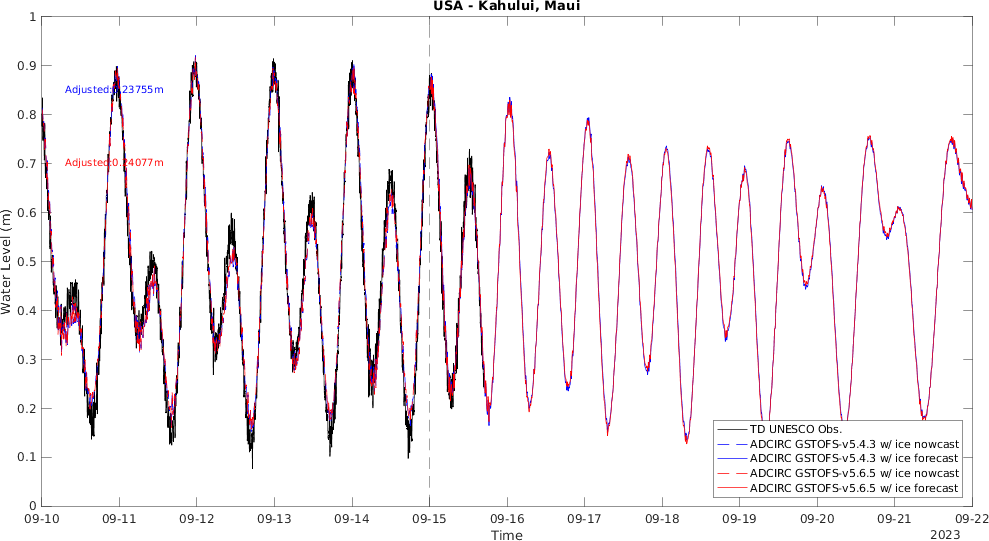 USA - Kahului, Maui
1
0.9
0.8
0.7
0.6
0.5
0.4
0.3
0.2
0.1
0
Water Level (m)
Adjusted:0.23755m
Adjusted:0.24077m
TD UNESCO Obs.
ADCIRC GSTOFS-v5.4.3 w/ ice nowcast
ADCIRC GSTOFS-v5.4.3 w/ ice forecast
ADCIRC GSTOFS-v5.6.5 w/ ice nowcast
ADCIRC GSTOFS-v5.6.5 w/ ice forecast
09-10 09-11 09-12 09-13 09-14 09-15 09-16 09-17 09-18 09-19 09-20 09-21 09-22
Time
2023